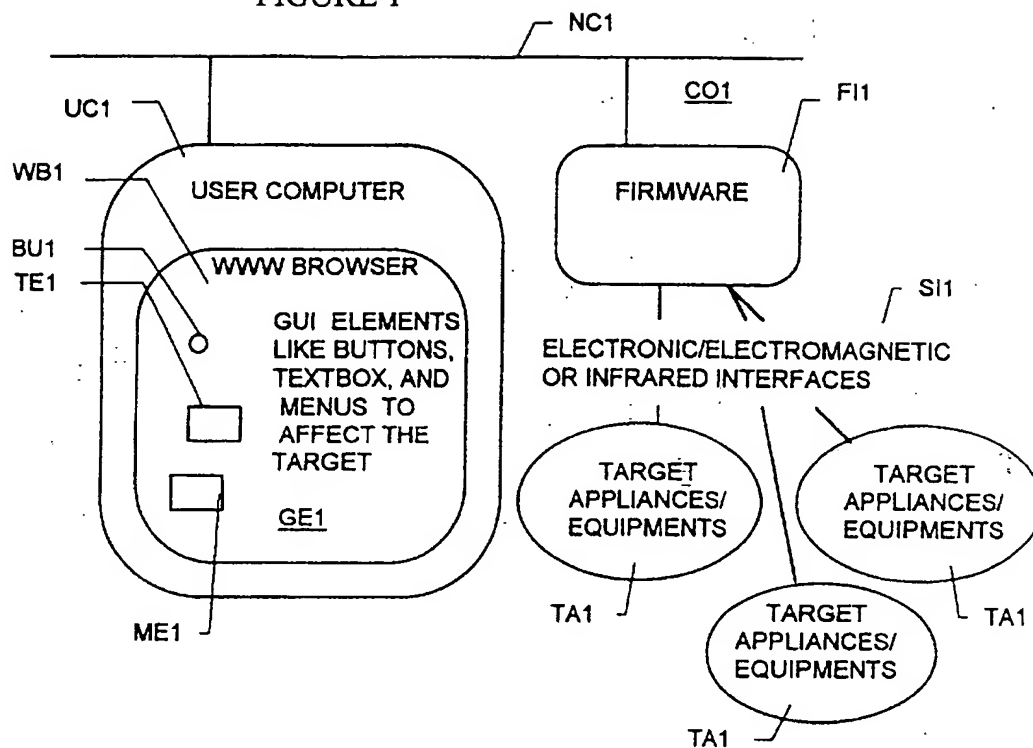 FIGURE 1
NC1
CO1
FI1
UC1
WB1
USER COMPUTER
FIRMWARE
BU1
TE1
WWW BROWSER
SI1
GUI ELEMENTS
LIKE BUTTONS,
TEXTBOX, AND
MENUS TO
AFFECT THE
TARGET
GE1
ME1
ELECTRONIC/ELECTROMAGNETIC
OR INFRARED INTERFACES
TARGET
APPLIANCES/
EQUIPMENTS
TA1
TARGET
APPLIANCES/
EQUIPMENTS
TA1
TARGET
APPLIANCES/
EQUIPMENTS
TA1